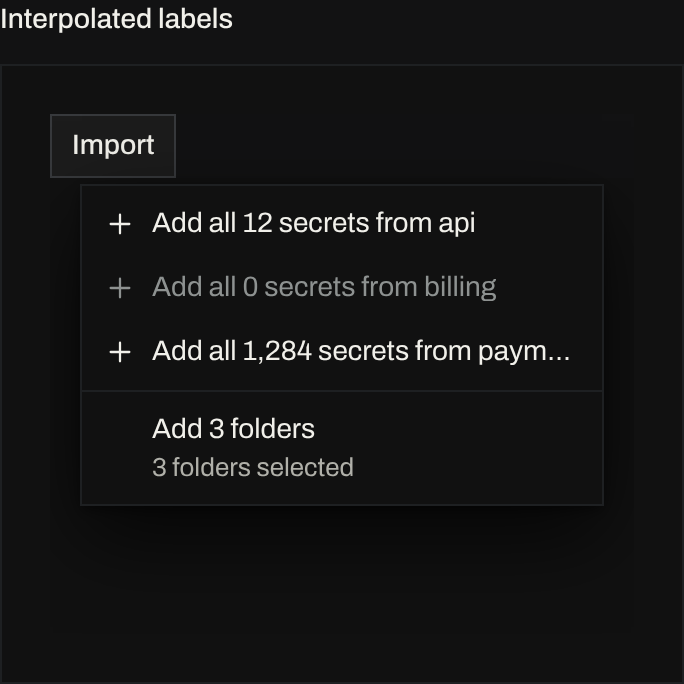 Interpolated labels
Import
Add all 12 secrets from api
Add all 0 secrets from billing
Add all 1,284 secrets from paym...
Add 3 folders
3 folders selected